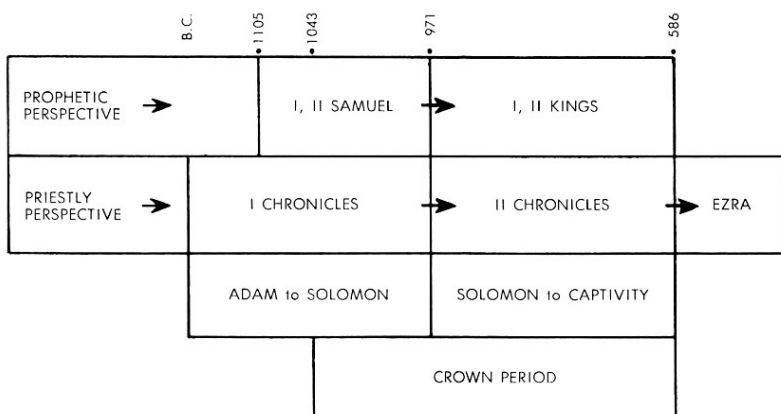 B.C.
1105
1043
971
586
PROPHETIC
PERSPECTIVE
I, II SAMUEL
I, II KINGS
PRIESTLY
PERSPECTIVE
I CHRONICLES
II CHRONICLES
EZRA
ADAM to SOLOMON
SOLOMON to CAPTIVITY
CROWN PERIOD